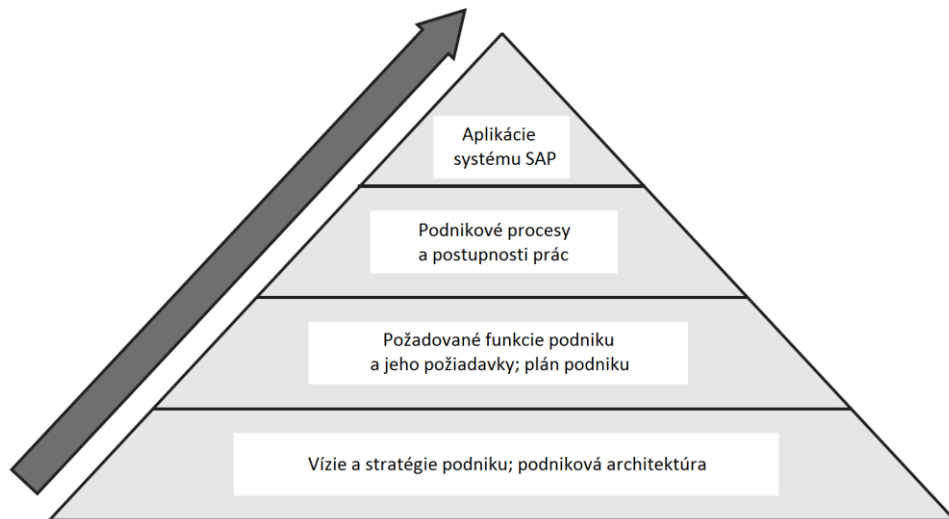 Aplikácie
systému SAP
Podnikové procesy
a postupnosti prác
Požadované funkcie podniku
a jeho požiadavky; plán podniku
Vízie a stratégie podniku; podniková architektúra